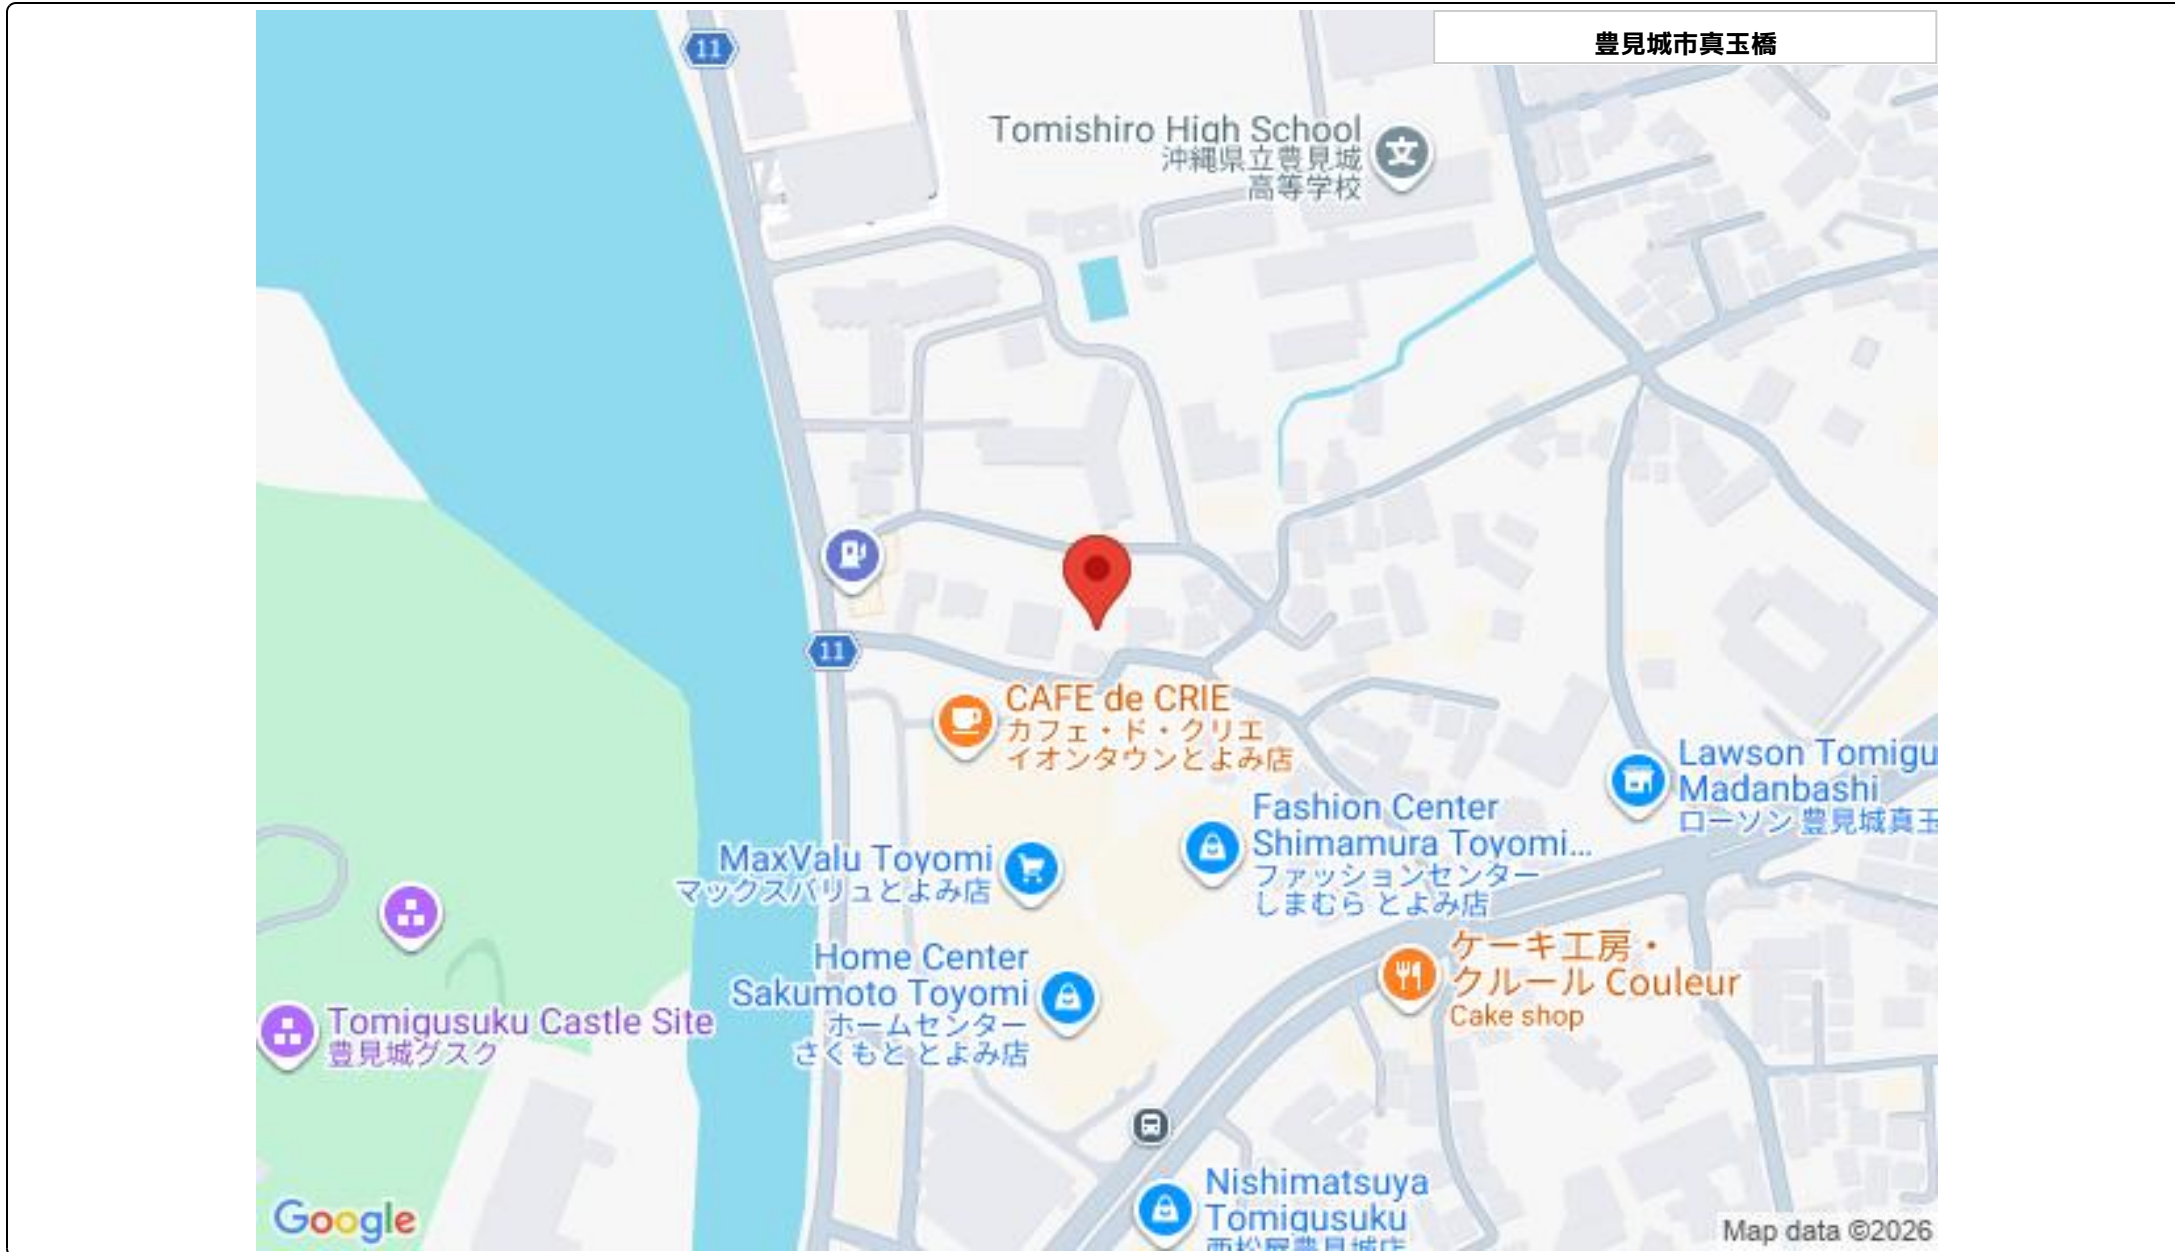 11
豊見城市真玉橋
Tomishiro High School
沖縄県立豊見城
高等学校
11
CAFE de CRIE
カフェ・ド・クリエ
イオンタウンとよみ店
Lawson Tomigu
Madanbashi
ローソン 豊見城真玉
Fashion Center
Shimamura Toyomi...
ファッションセンター
しまむら とよみ店
MaxValu Toyomi
マックスバリュとよみ店
ケーキ工房・
クルール Couleur
Cake shop
Home Center
Sakumoto Toyomi
ホームセンター
さくもと とよみ店
Tomigusuku Castle Site
豊見城グスク
Nishimatsuya
Tomigusuku
西松屋豊見城店
Google
Map data ©2026